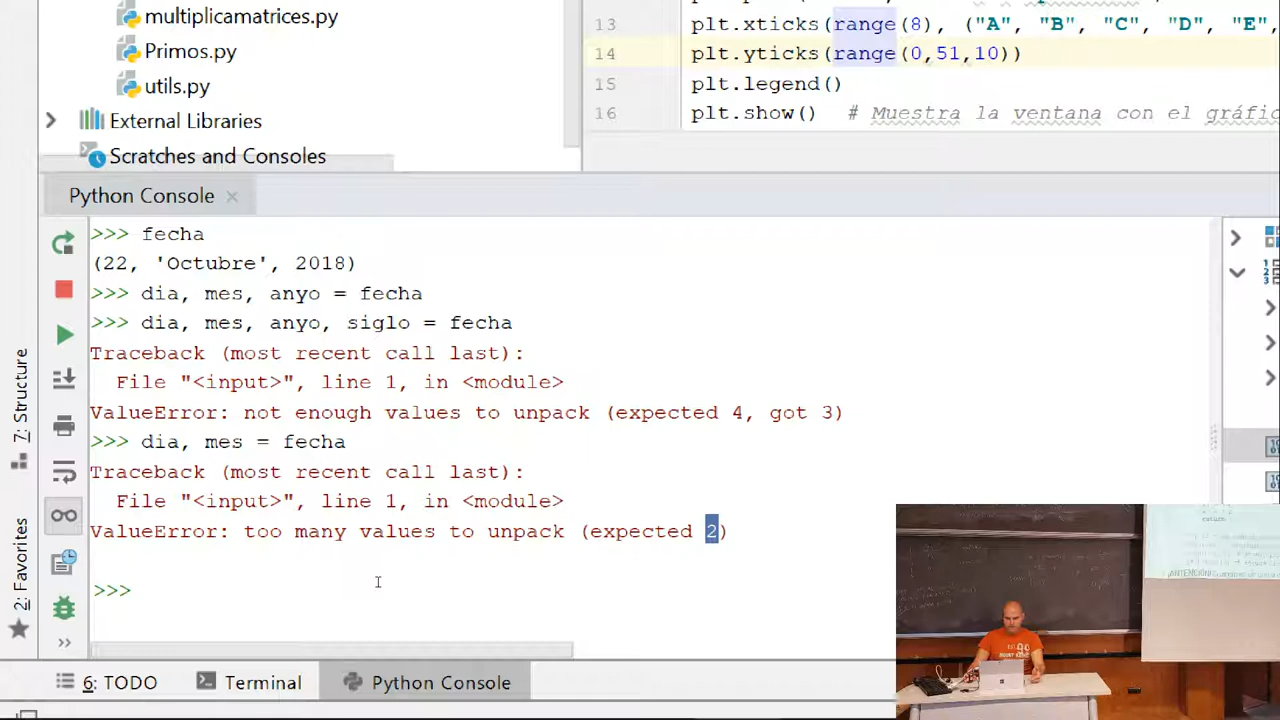 multiplicamatrices.py
Primos.py
utils.py
External Libraries
Scratches and Consoles
13 plt.xticks(range(8), ("A", "B", "C", "D", "E",
14 plt.yticks(range(0,51,10))
15 plt.legend()
16 plt.show() # Muestra la ventana con el gráfic
Python Console
>>> fecha
(22, 'Octubre', 2018)
>>> dia, mes, anyo = fecha
>>> dia, mes, anyo, siglo = fecha
Traceback (most recent call last):
File "<input>", line 1, in <module>
ValueError: not enough values to unpack (expected 4, got 3)
>>> dia, mes = fecha
Traceback (most recent call last):
File "<input>", line 1, in <module>
ValueError: too many values to unpack (expected 2)
>>>
7: Structure
2: Favorites
6: TODO
Terminal
Python Console
return